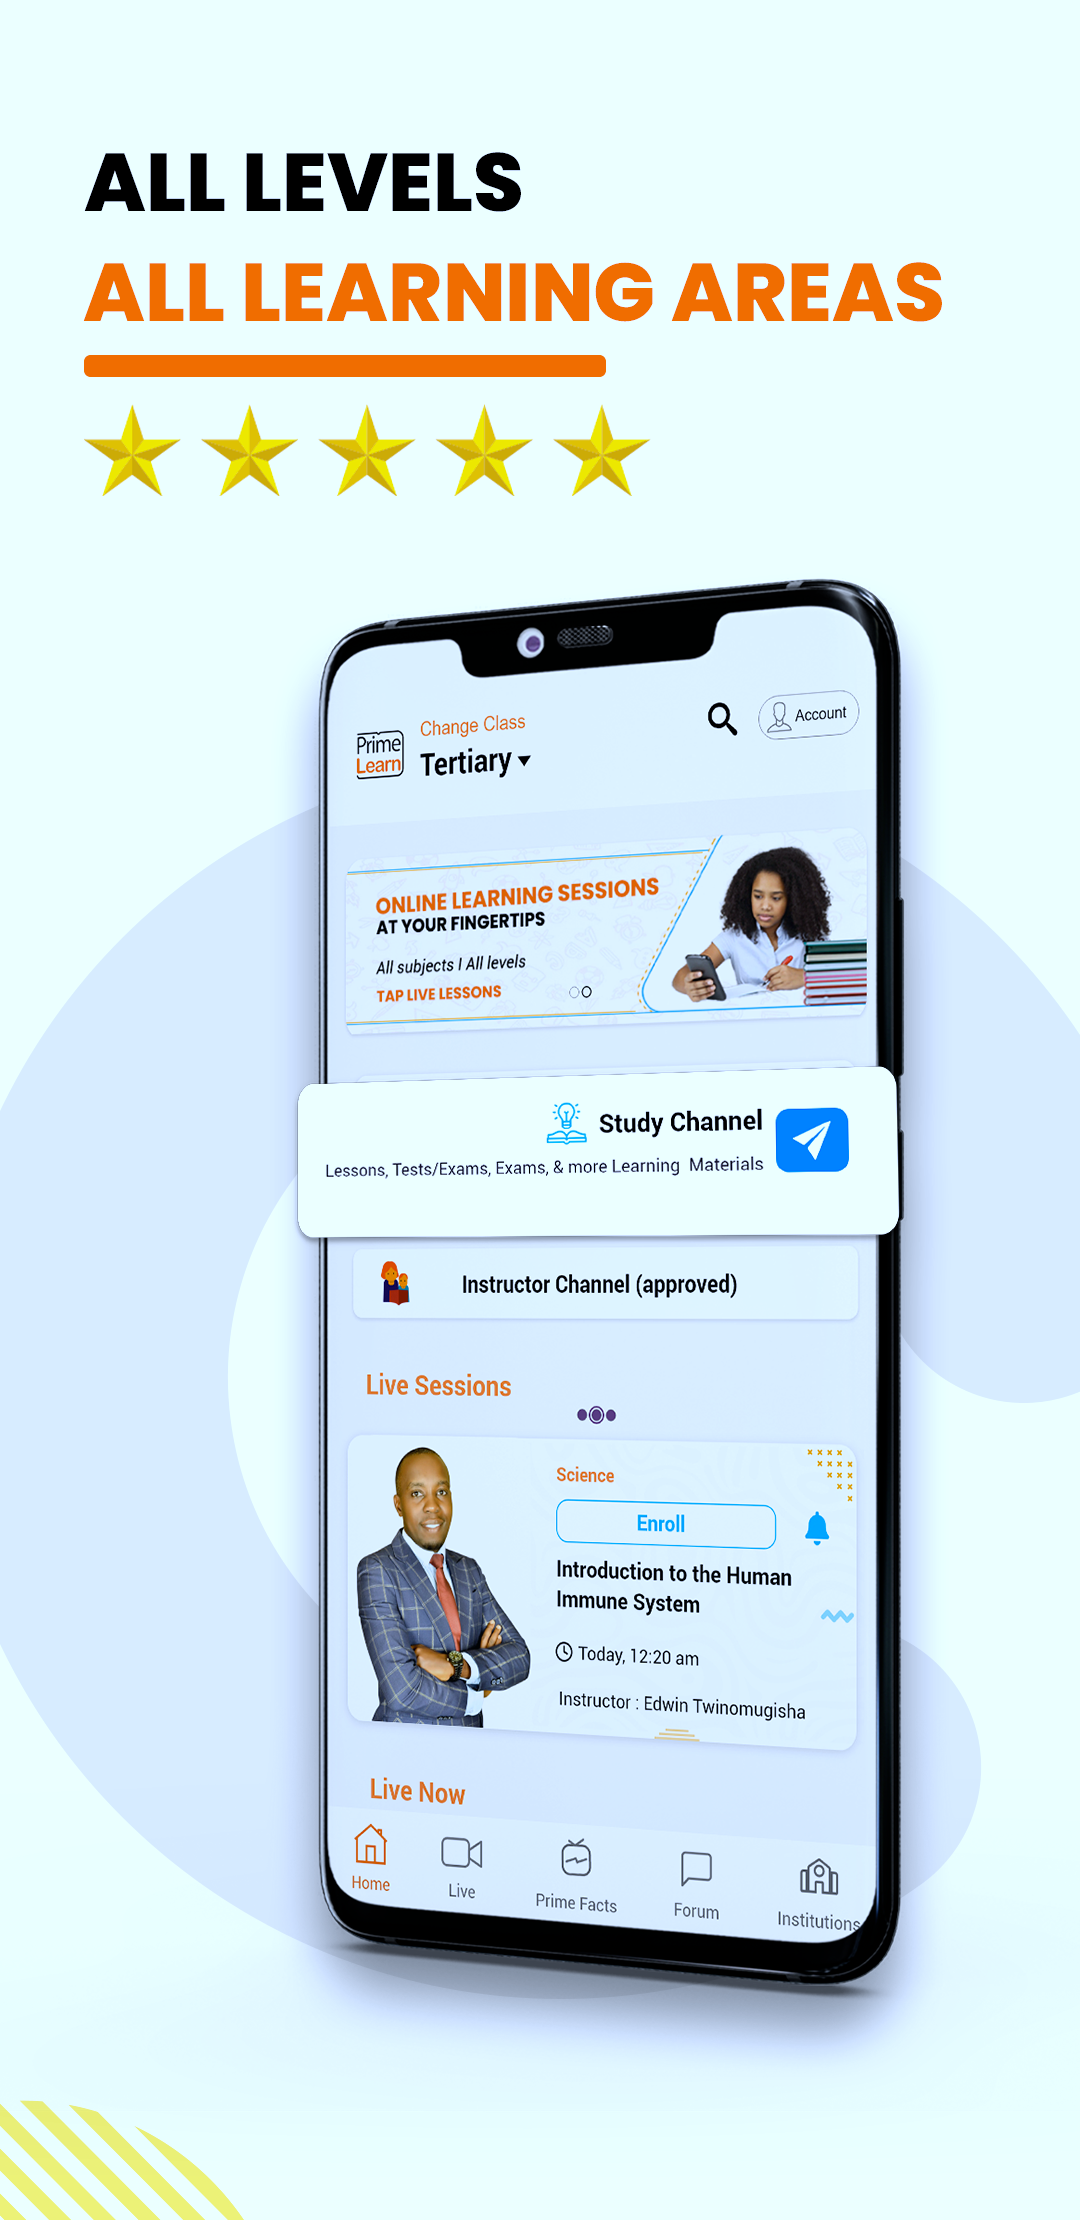 ALL LEVELS
ALL LEARNING AREAS
Prime
Learn
Change Class
Tertiary
Account
ONLINE LEARNING SESSIONS
AT YOUR FINGERTIPS
All subjects I All levels
TAP LIVE LESSONS
Study Channel
Lessons, Tests/Exams, Exams, & more Learning Materials
Instructor Channel (approved)
Live Sessions
Science
Enroll
Introduction to the Human
Immune System
Today, 12:20 am
Instructor : Edwin Twinomugisha
Live Now
Home
Live
Prime Facts
Forum
Institutions